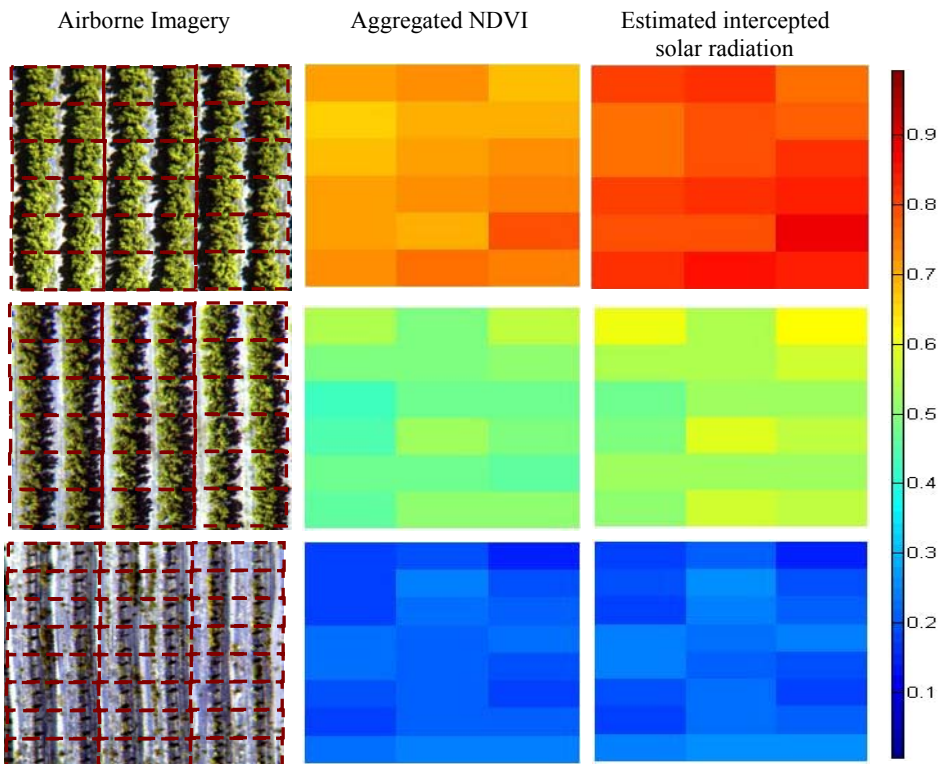 Airborne Imagery
Aggregated NDVI
Estimated intercepted
solar radiation
0.9
0.8
0.7
0.6
0.5
0.4
0.3
0.2
0.1